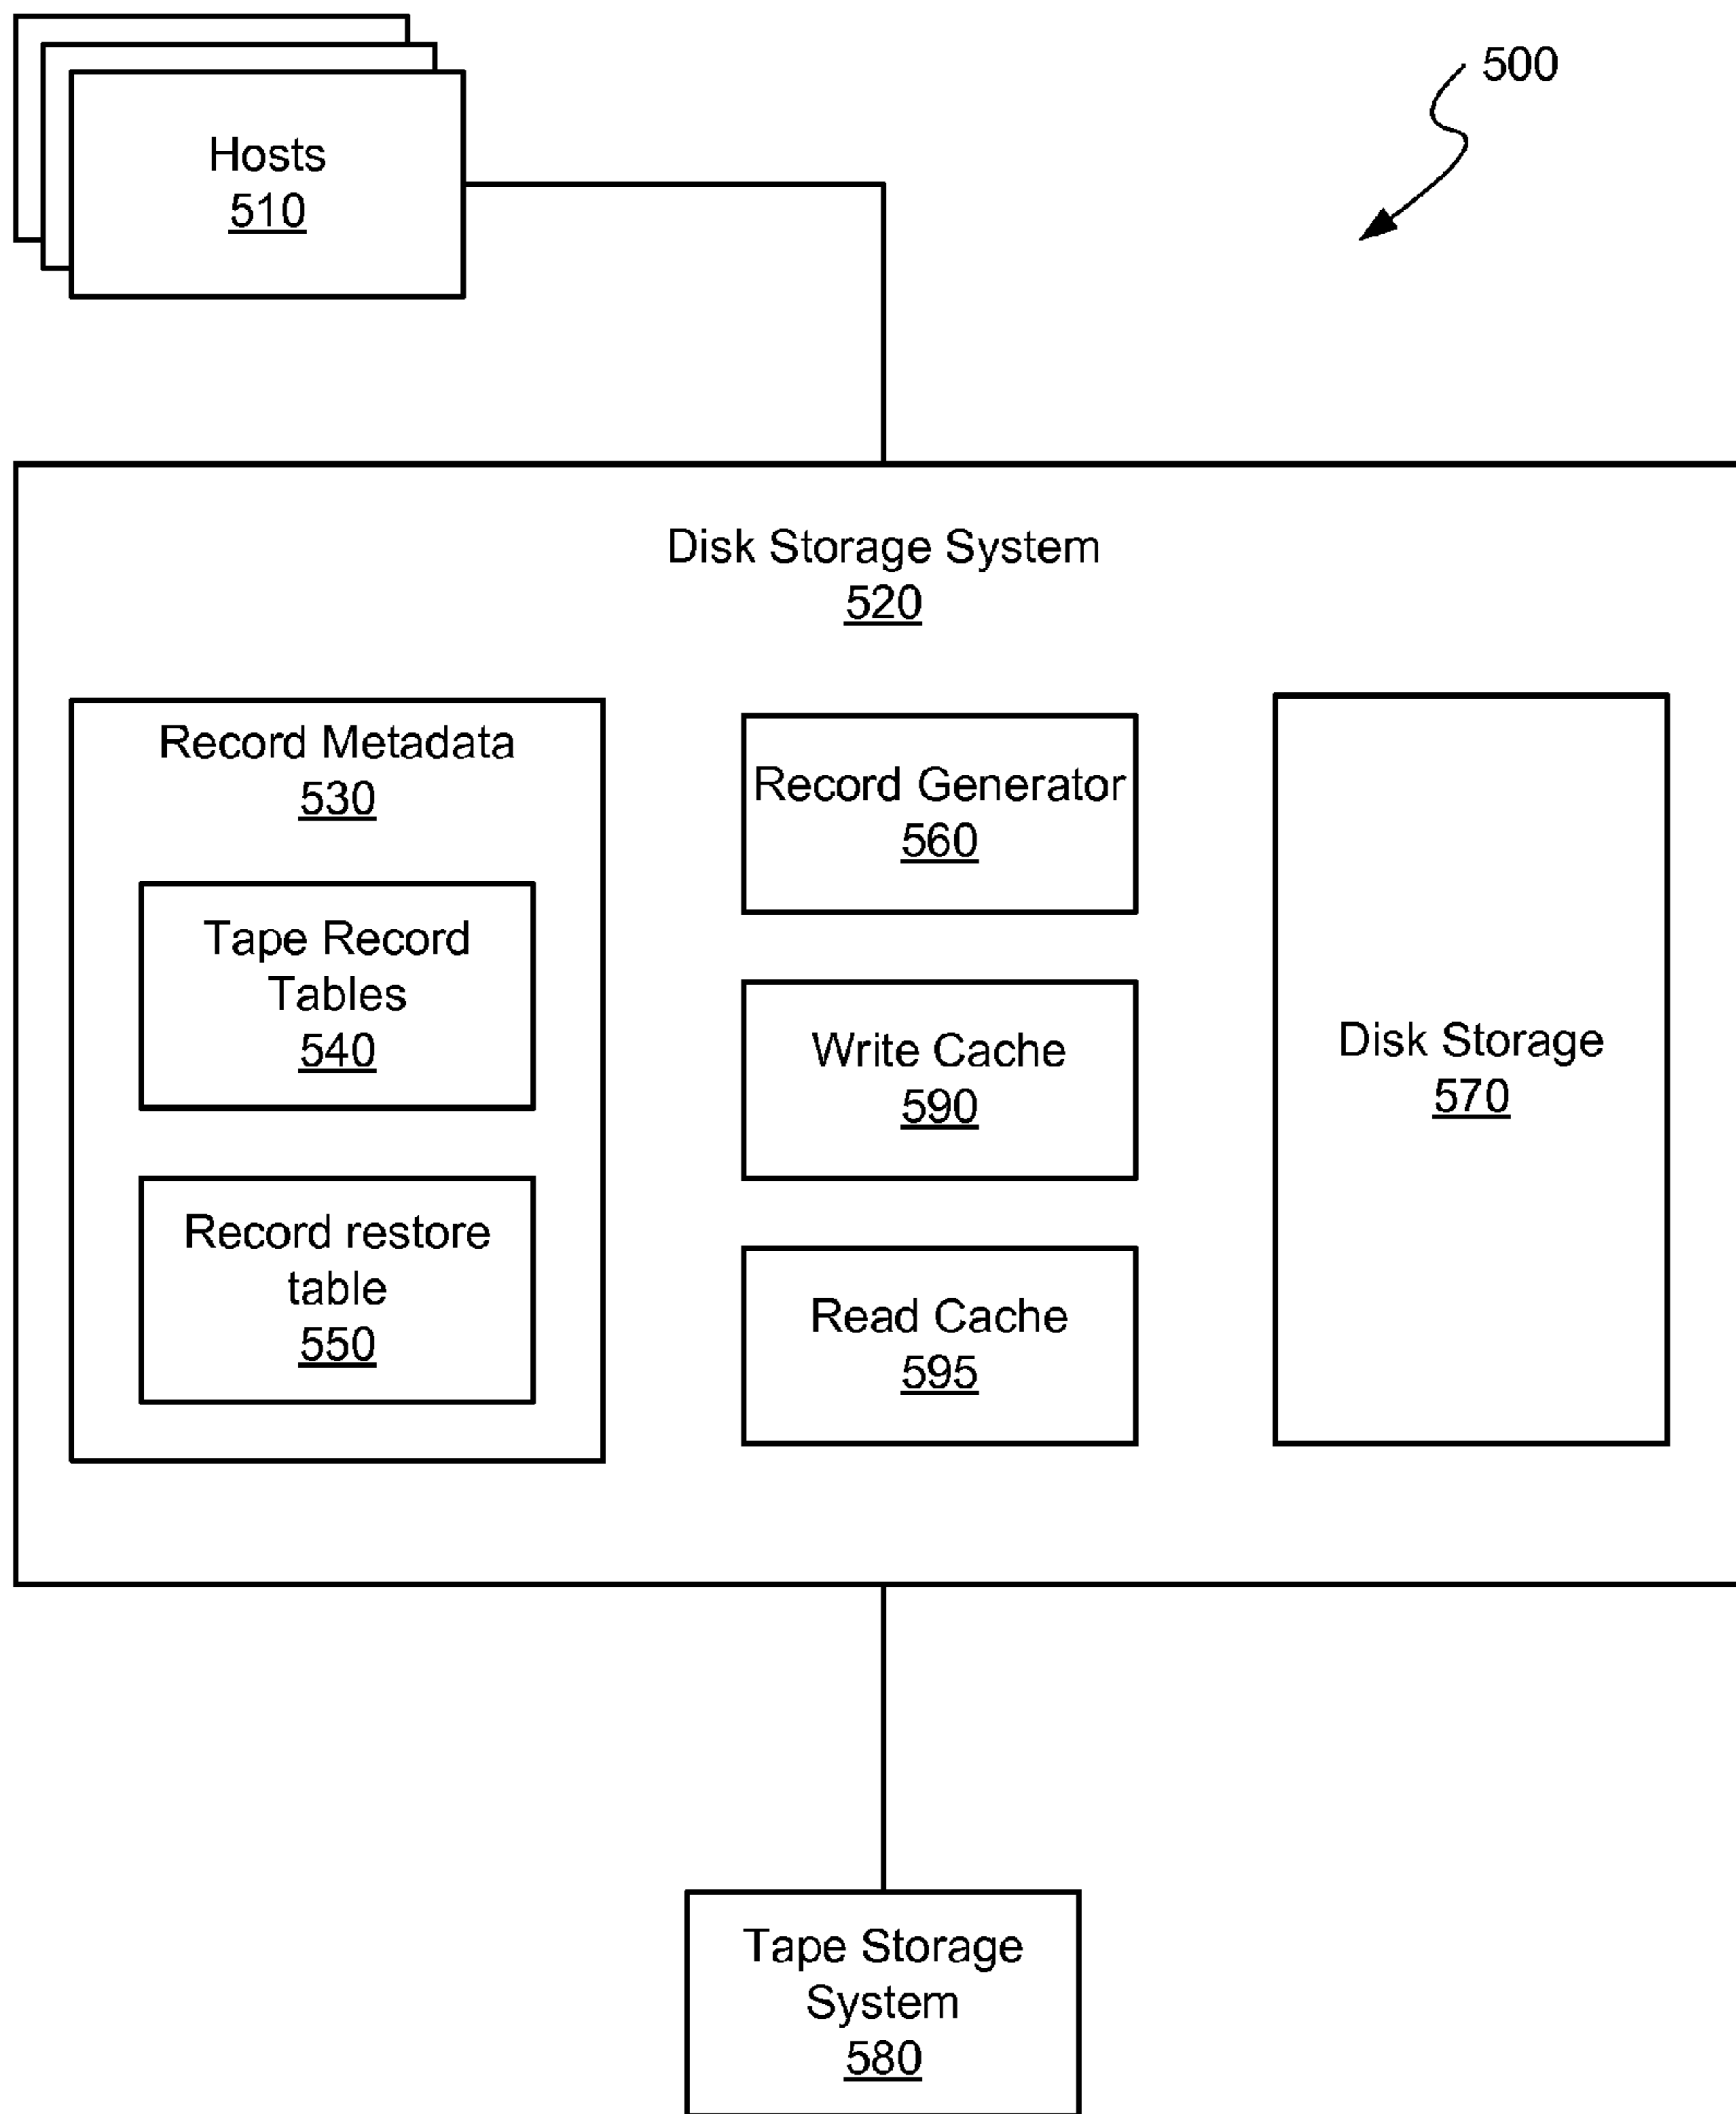 500
Hosts
510
Disk Storage System
520
Record Metadata
530
Tape Record
Tables
540
Record restore
table
550
Record Generator
560
Write Cache
590
Read Cache
595
Disk Storage
570
Tape Storage
System
580